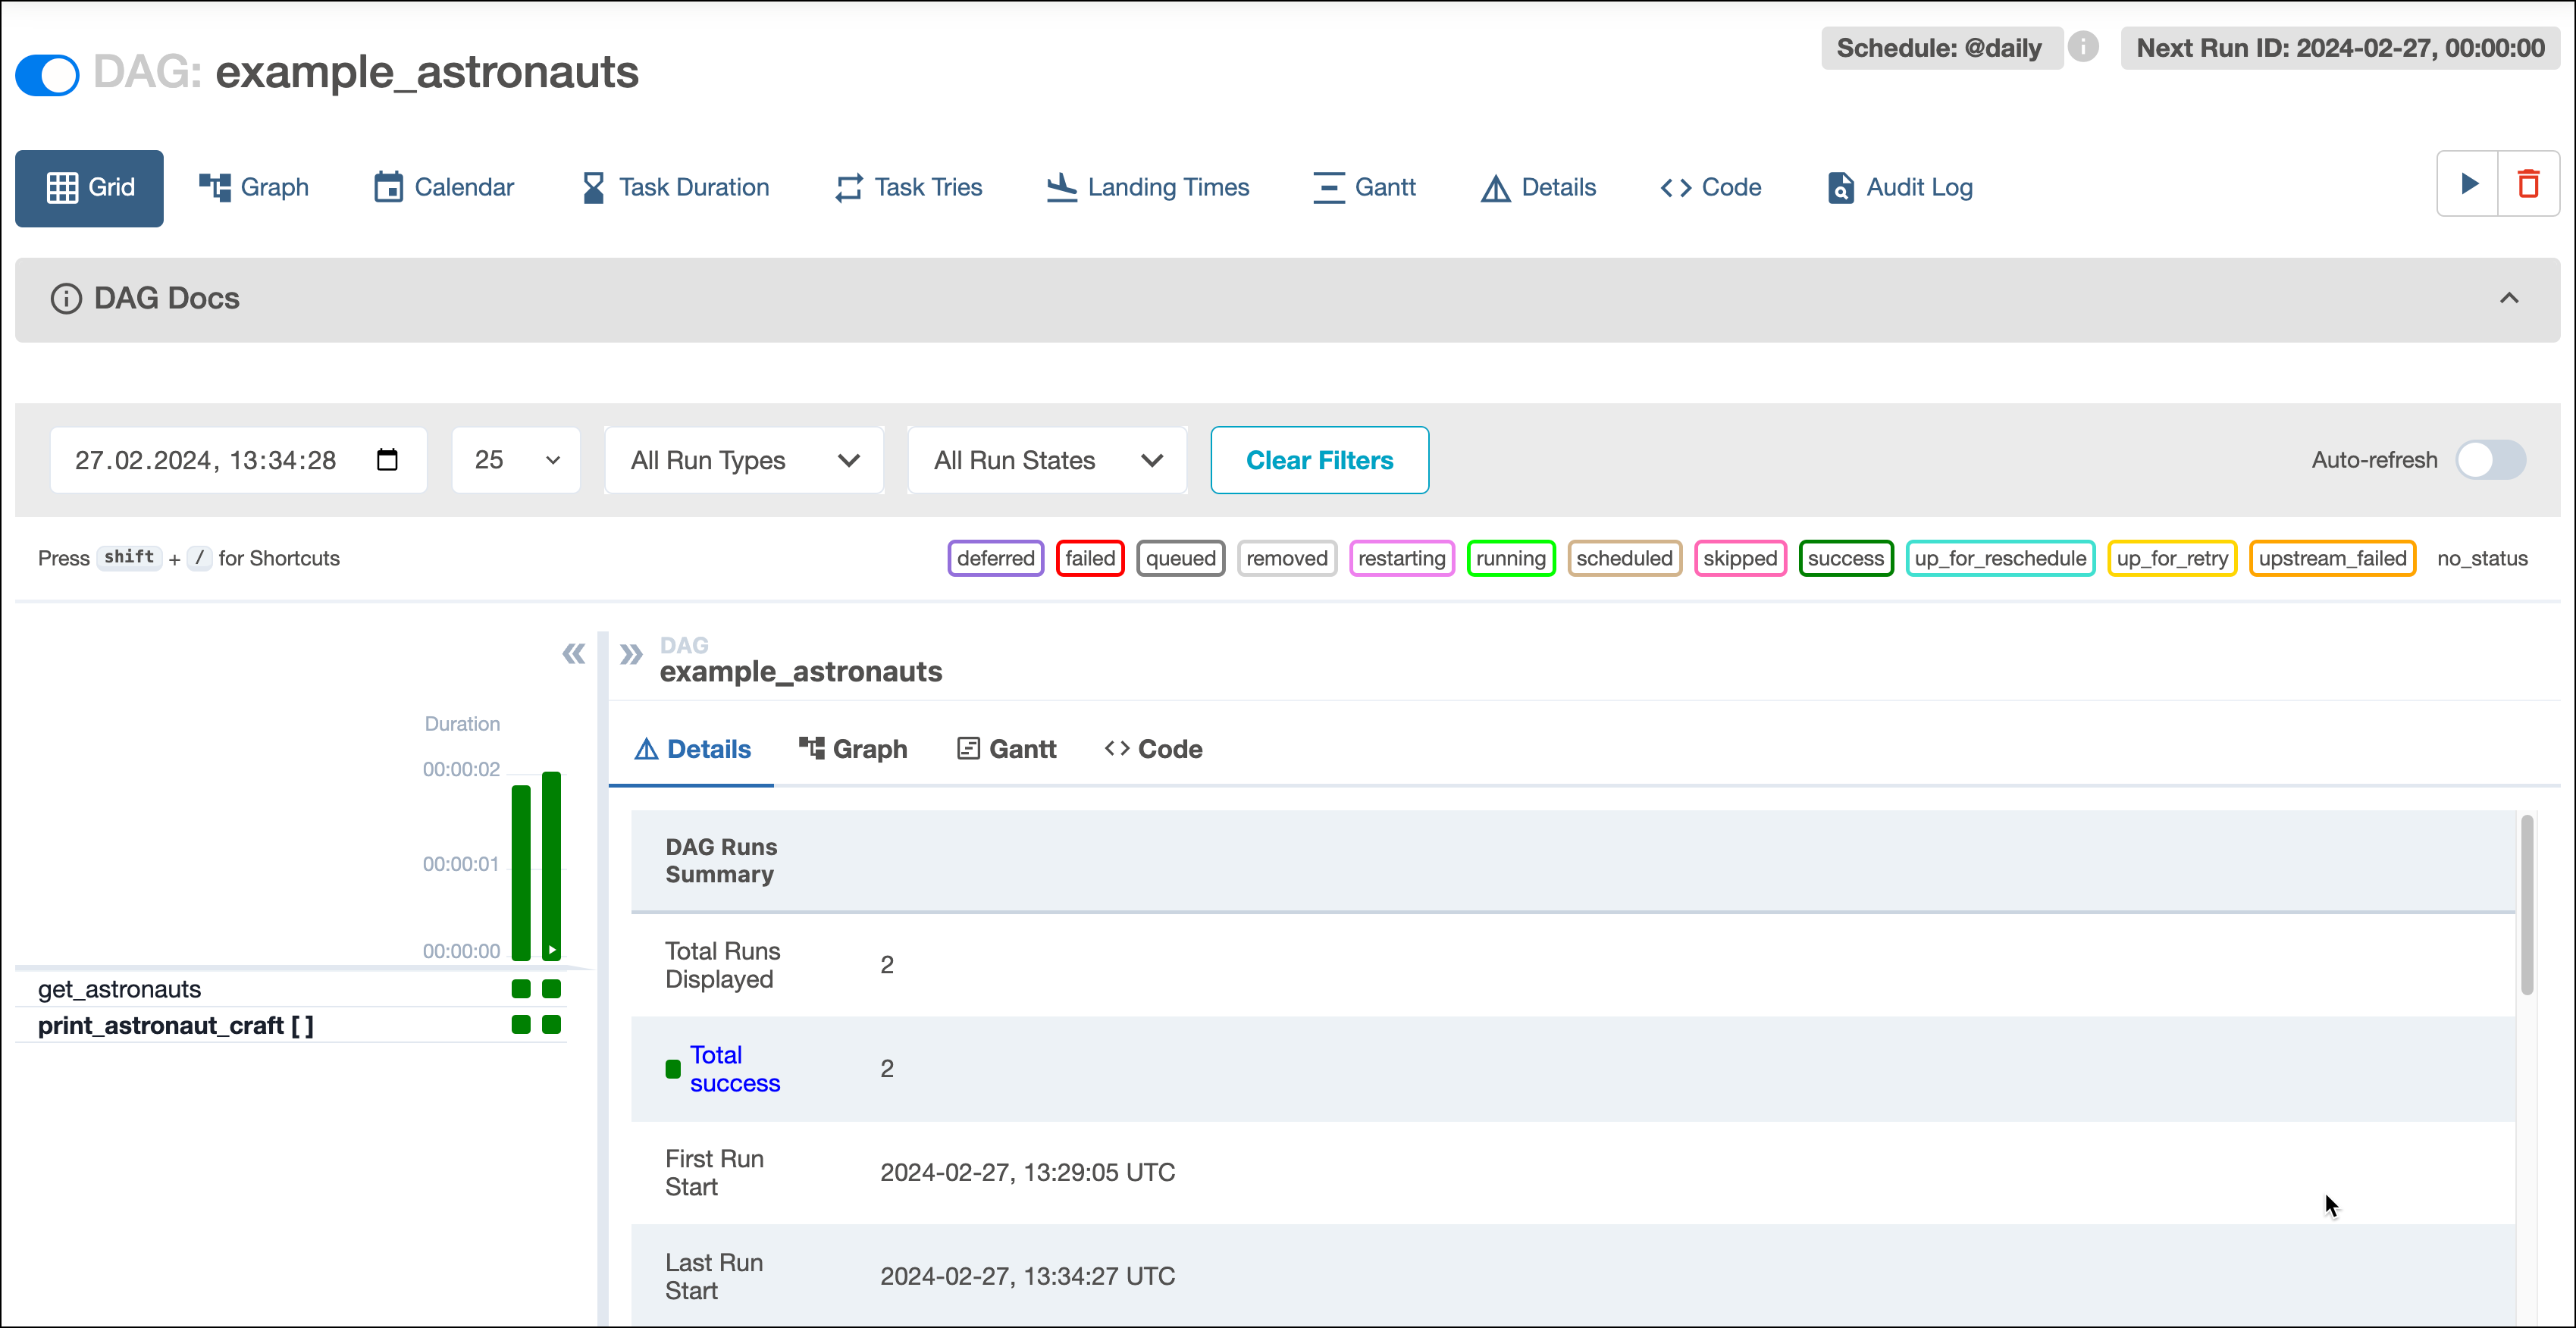 DAG: example_astronauts
Schedule: @daily
Next Run ID: 2024-02-27, 00:00:00
Grid
Graph
Calendar
Task Duration
Task Tries
Landing Times
Gantt
Details
Code
Audit Log
DAG Docs
27.02.2024, 13:34:28
25
All Run Types
All Run States
Clear Filters
Auto-refresh
Press shift + / for Shortcuts
deferred
failed
queued
removed
restarting
running
scheduled
skipped
success
up_for_reschedule
up_for_retry
upstream_failed
no_status
Duration
00:00:02
00:00:01
00:00:00
get_astronauts
print_astronaut_craft [ ]
DAG
example_astronauts
Details
Graph
Gantt
Code
DAG Runs
Summary
Total Runs
Displayed
2
Total
success
2
First Run
Start
2024-02-27, 13:29:05 UTC
Last Run
Start
2024-02-27, 13:34:27 UTC